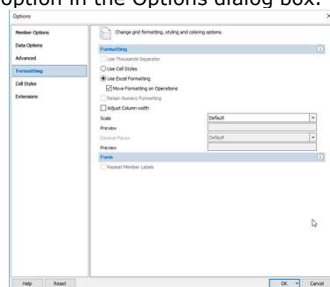 option in the Options dialog box.
Options
Member Options
Data Options
Advanced
Formatting
Cell Styles
Extensions
Change grid formatting, styling and coloring options.
Formatting
Use Thousands Separator
Use Cell Styles
Use Excel Formatting
Move Formatting on Operations
Retain Numeric Formatting
Adjust Column width
Scale
Default
Preview
Decimal Places
Default
Preview
Form
Repeat Member Labels
Help
Reset
OK
Cancel